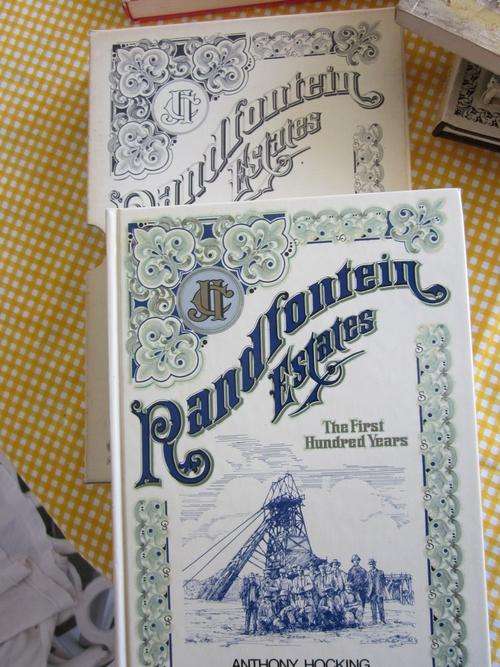 Randfontein
Estates
Randfontein
Estates
The First
Hundred Years
ANTHONY HOCKING